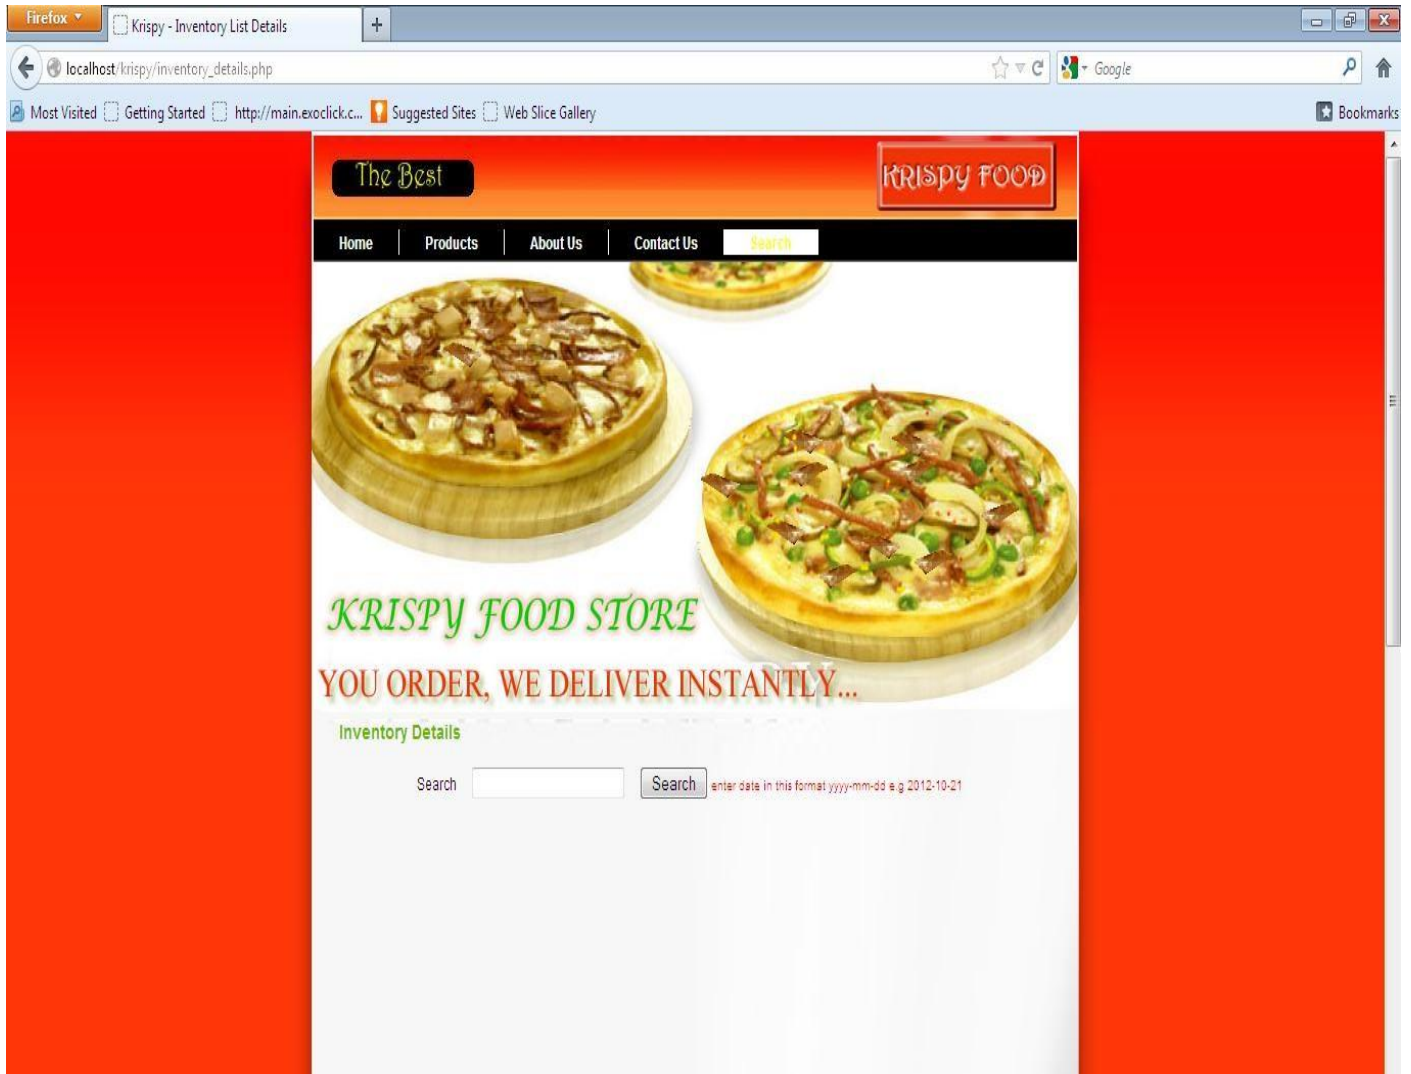 Firefox
Krispy - Inventory List Details
localhost/krispy/inventory_details.php
Google
Most Visited Getting Started http://main.exoclick.c... Suggested Sites Web Slice Gallery Bookmarks
The Best
KRISPY FOOD
Home Products About Us Contact Us Search
KRISPY FOOD STORE
YOU ORDER, WE DELIVER INSTANTLY...
Inventory Details
Search Search enter date in this format yyyy-mm-dd e.g 2012-10-21